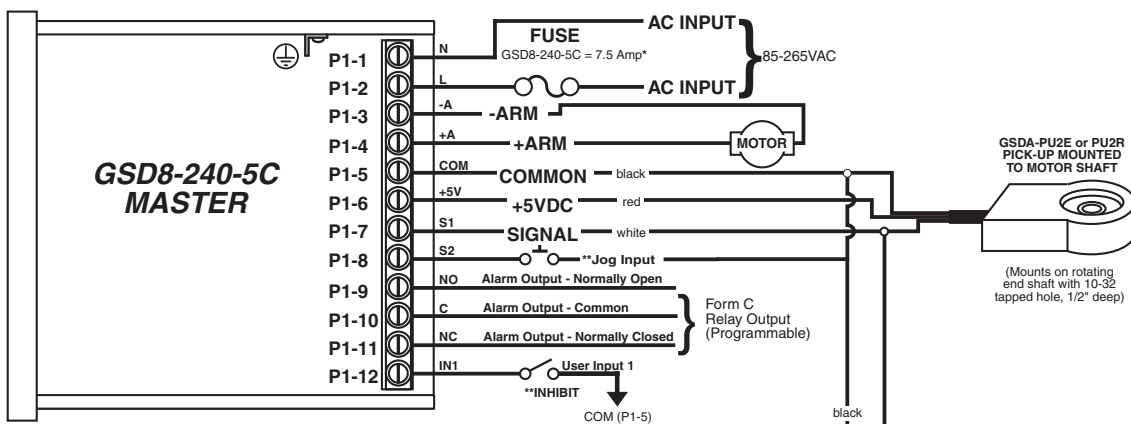 AC INPUT
FUSE
GSD8-240-5C = 7.5 Amp*
85-265VAC
P1-1 N
P1-2 L AC INPUT
P1-3 -A -ARM
P1-4 +A +ARM MOTOR
P1-5 COM COMMON black
P1-6 +5V +5VDC red
P1-7 S1 SIGNAL white
P1-8 S2 **Jog Input
P1-9 NO Alarm Output - Normally Open
P1-10 C Alarm Output - Common
P1-11 NC Alarm Output - Normally Closed
P1-12 IN1 User Input 1
**INHIBIT
COM (P1-5)
GSD8-240-5C
MASTER
Form C
Relay Output
(Programmable)
black
GSDA-PU2E or PU2R
PICK-UP MOUNTED
TO MOTOR SHAFT
(Mounts on rotating
end shaft with 10-32
tapped hole, 1/2" deep)